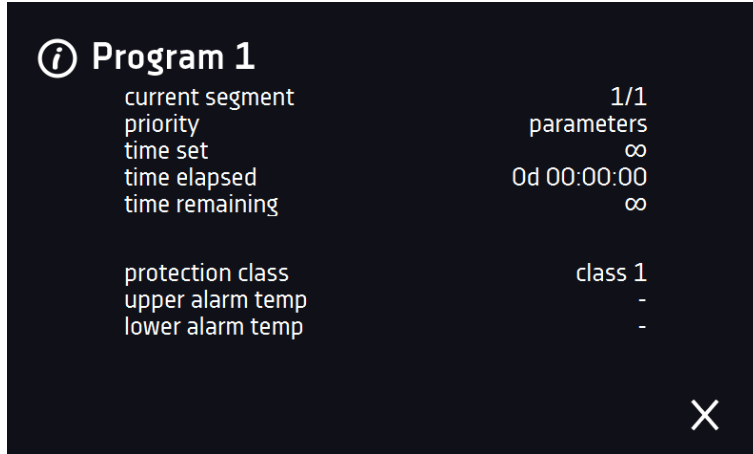 Program 1
current segment 1/1
priority parameters
time set ∞
time elapsed 0d 00:00:00
time remaining ∞
protection class class 1
upper alarm temp -
lower alarm temp -